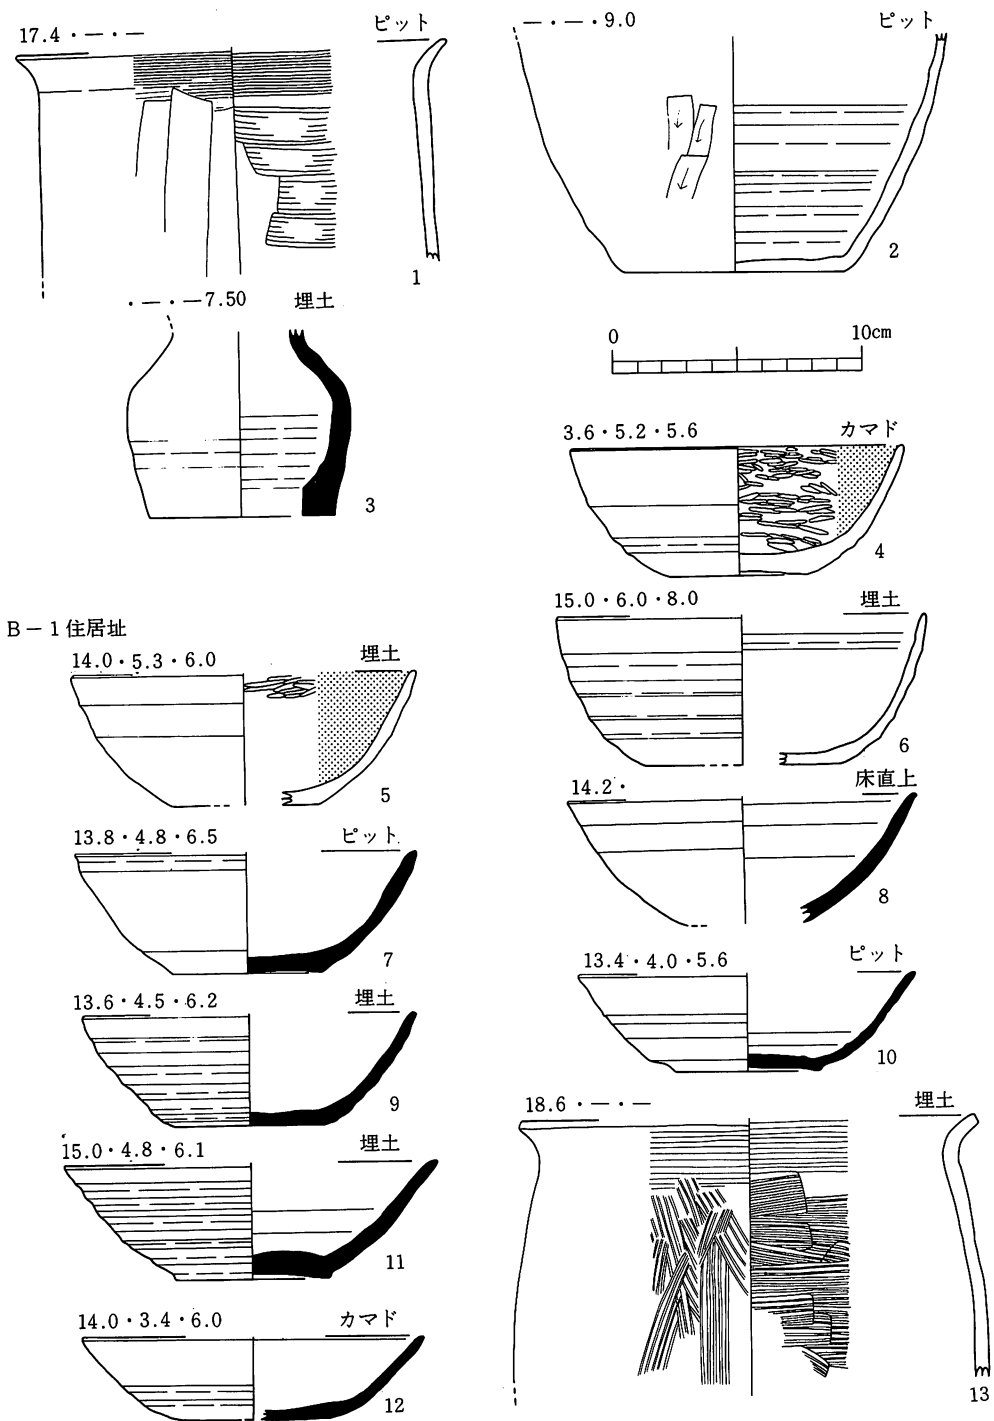 17.4・—・— ピット
1
—・—・9.0 ピット
2
・—・—7.50 埋土
3
0 10cm
3.6・5.2・5.6 カマド
4
B－1住居址
14.0・5.3・6.0 埋土
5
15.0・6.0・8.0 埋土
6
13.8・4.8・6.5 ピット
7
14.2・ 床直上
8
13.6・4.5・6.2 埋土
9
13.4・4.0・5.6 ピット
10
15.0・4.8・6.1 埋土
11
14.0・3.4・6.0 カマド
12
18.6・—・— 埋土
13